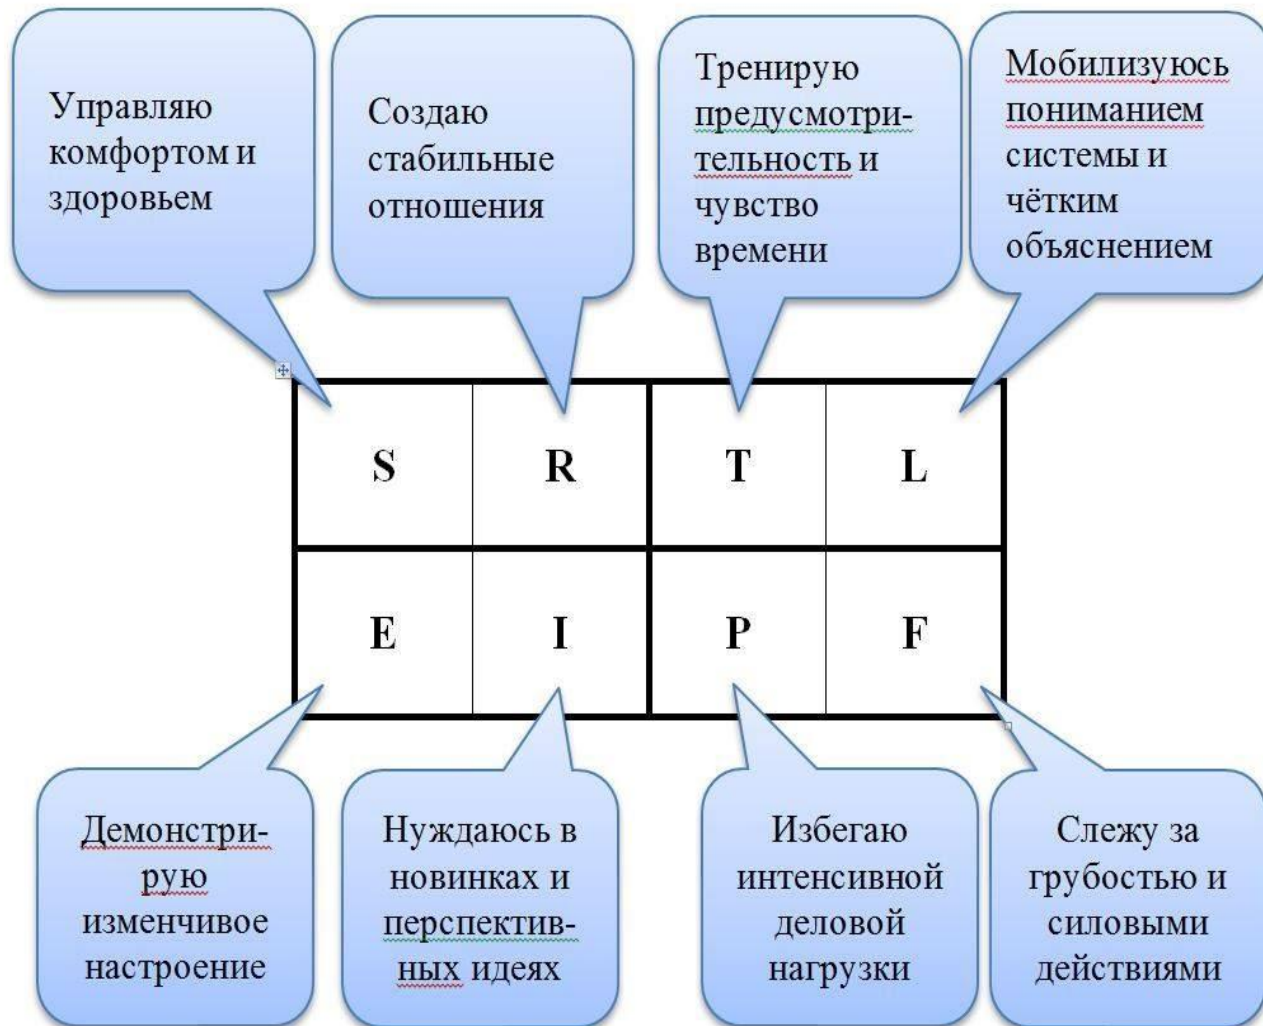 Управляю
комфортом и
здоровьем
Создаю
стабильные
отношения
Тренирую
предусмотри-
тельность и
чувство
времени
Мобилизуюсь
пониманием
системы и
чётким
объяснением
S R T L
E I P F
Демонстри-
рую
изменчивое
настроение
Нуждаюсь в
новинках и
перспектив-
ных идеях
Избегаю
интенсивной
деловой
нагрузки
Слежу за
грубостью и
силовыми
действиями